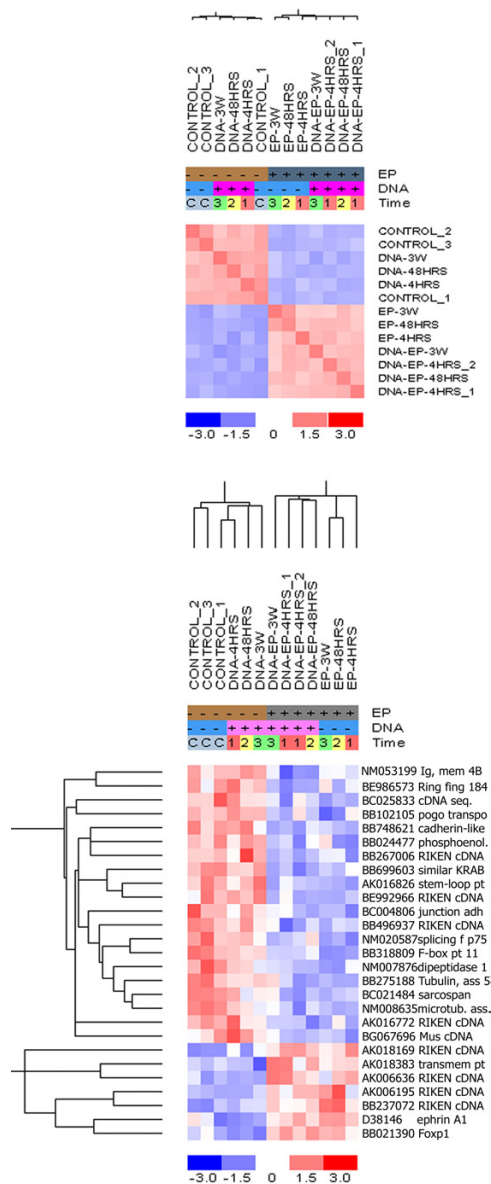 CONTROL_2
CONTROL_3
DNA-3W
DNA-48HRS
DNA-4HRS
CONTROL_1
EP-3W
EP-48HRS
EP-4HRS
DNA-EP-3W
DNA-EP-4HRS_2
DNA-EP-48HRS
DNA-EP-4HRS_1
- - - - - - + + + + + + + EP
- - + + + - - - - + + + + DNA
C C 3 2 1 C 3 2 1 3 1 2 1 Time
CONTROL_2
CONTROL_3
DNA-3W
DNA-48HRS
DNA-4HRS
CONTROL_1
EP-3W
EP-48HRS
EP-4HRS
DNA-EP-3W
DNA-EP-4HRS_2
DNA-EP-48HRS
DNA-EP-4HRS_1
-3.0 -1.5 0 1.5 3.0
CONTROL_2
CONTROL_3
CONTROL_1
DNA-4HRS
DNA-48HRS
DNA-3W
DNA-EP-3W
DNA-EP-4HRS_1
DNA-EP-4HRS_2
DNA-EP-48HRS
EP-3W
EP-48HRS
EP-4HRS
- - - - - - + + + + + + + EP
- - - + + + + + + + - - - DNA
C C C 1 2 3 3 1 1 2 3 2 1 Time
NM053199 Ig, mem 4B
BE986573 Ring fing 184
BC025833 cDNA seq.
BB102105 pogo transpo
BB748621 cadherin-like
BB024477 phosphoenol.
BB267006 RIKEN cDNA
BB699603 similar KRAB
AK016826 stem-loop pt
BE992966 RIKEN cDNA
BC004806 junction adh
BB496937 RIKEN cDNA
NM020587splicing f p75
BB318809 F-box pt 11
NM007876dipeptidase 1
BB275188 Tubulin, ass 5
BC021484 sarcospan
NM008635microtub. ass.
AK016772 RIKEN cDNA
BG067696 Mus cDNA
AK018169 RIKEN cDNA
AK018383 transmem pt
AK006636 RIKEN cDNA
AK006195 RIKEN cDNA
BB237072 RIKEN cDNA
D38146 ephrin A1
BB021390 Foxp1
-3.0 -1.5 0 1.5 3.0